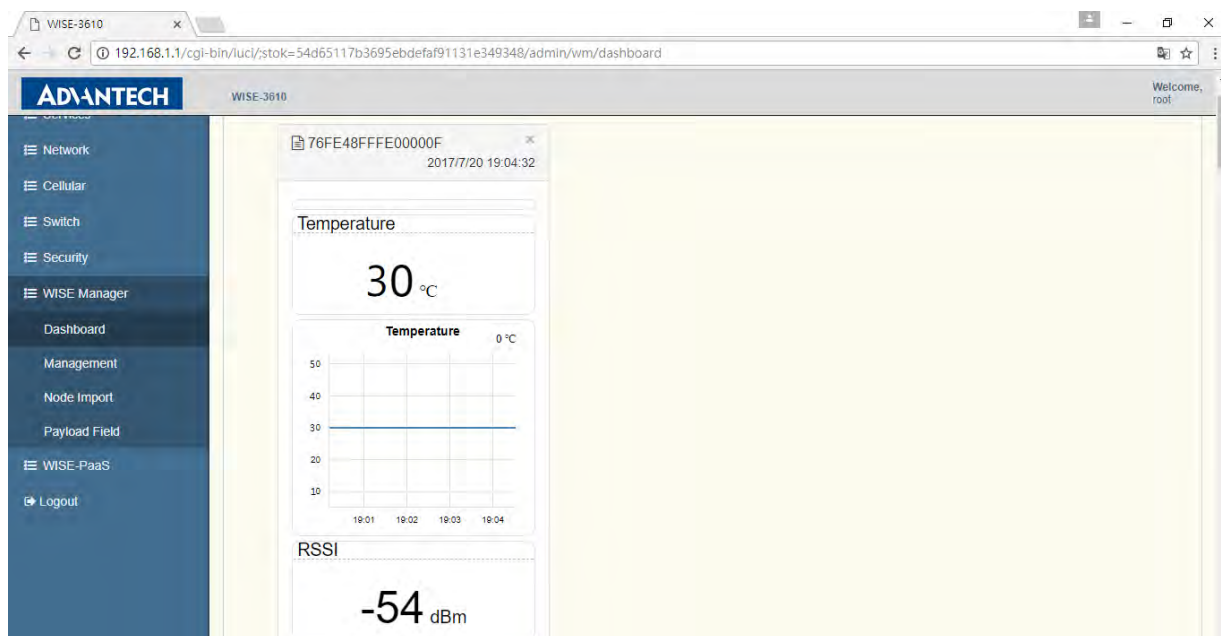 WISE-3610
192.168.1.1/cgi-bin/luci/;stok=54d65117b3695ebdefaf91131e349348/admin/wm/dashboard
ADVANTECH
WISE-3610
Welcome,
root
Services
Network
Cellular
Switch
Security
WISE Manager
Dashboard
Management
Node Import
Payload Field
WISE-PaaS
Logout
76FE48FFFE00000F
2017/7/20 19:04:32
Temperature
30 °C
Temperature
0 °C
50
40
30
20
10
19:01 19:02 19:03 19:04
RSSI
-54 dBm